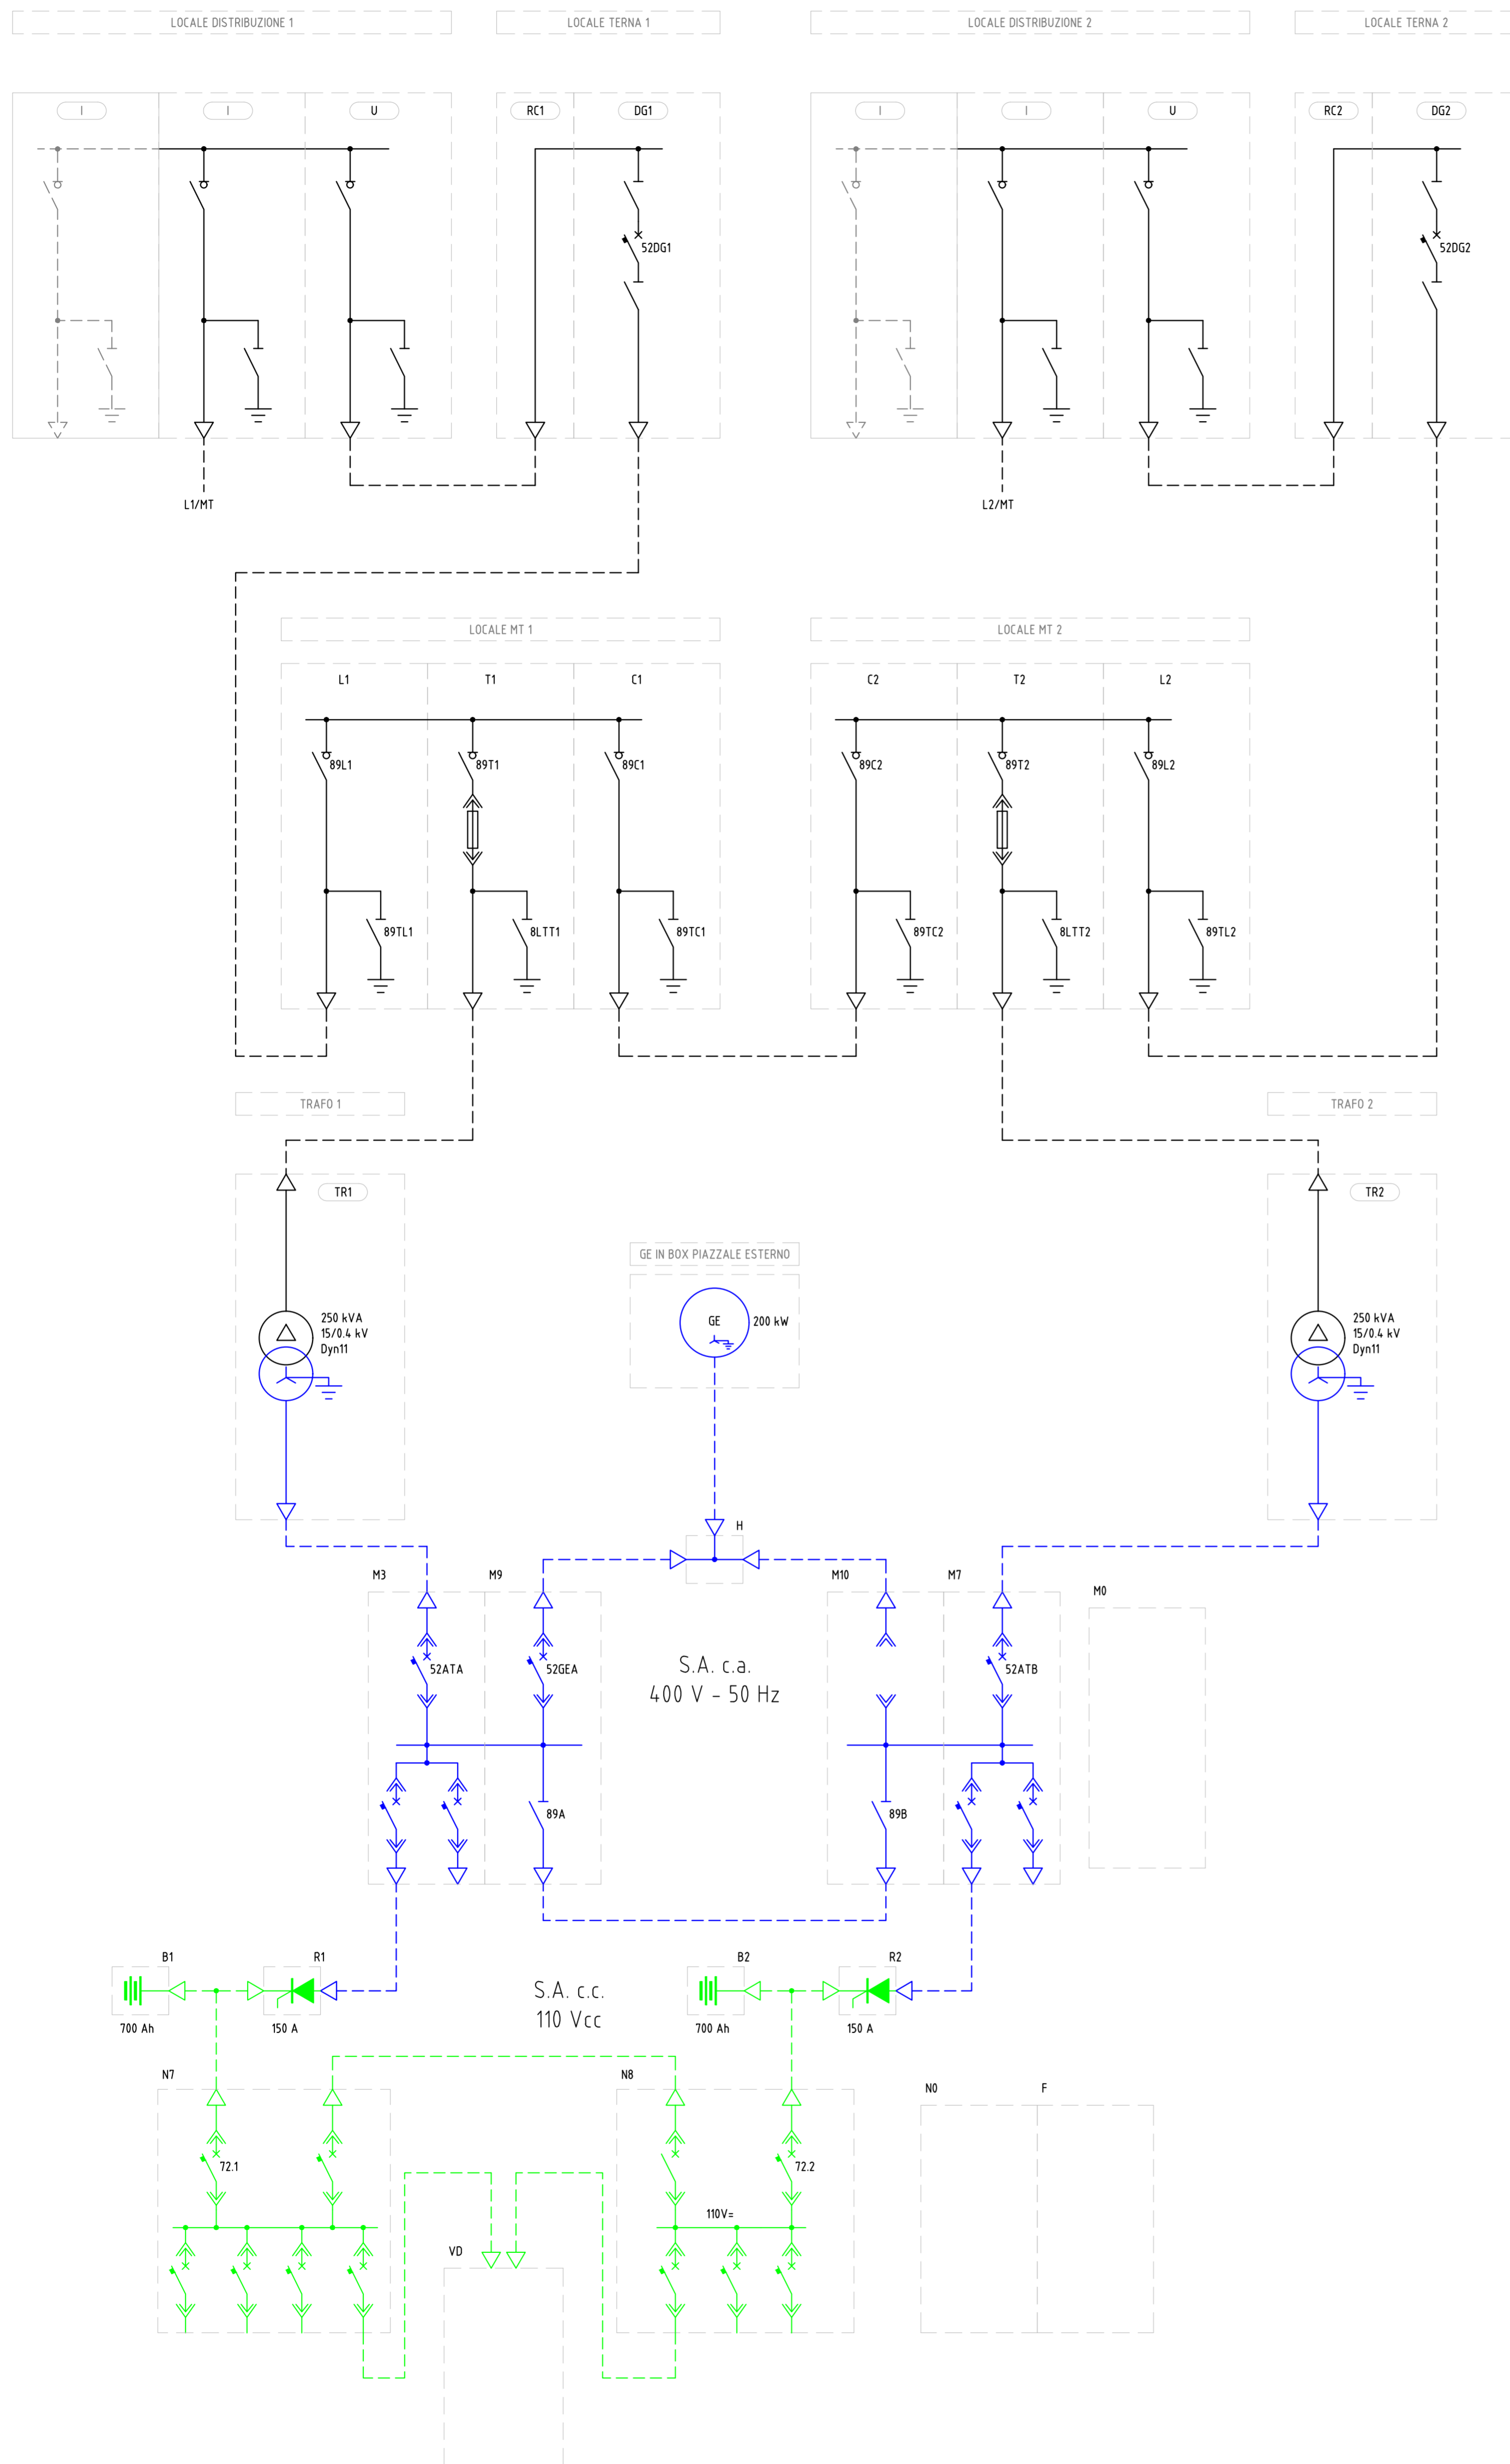 LOCALE DISTRIBUZIONE 1
LOCALE TERNA 1
LOCALE DISTRIBUZIONE 2
LOCALE TERNA 2
I
I
U
RC1
DG1
I
I
U
RC2
DG2
52DG1
52DG2
L1/MT
L2/MT
LOCALE MT 1
LOCALE MT 2
L1
T1
C1
C2
T2
L2
89L1
89T1
89C1
89C2
89T2
89L2
89TL1
8LTT1
89TC1
89TC2
8LTT2
89TL2
TRAFO 1
TRAFO 2
TR1
TR2
GE IN BOX PIAZZALE ESTERNO
GE
200 kW
250 kVA
15/0.4 kV
Dyn11
250 kVA
15/0.4 kV
Dyn11
H
M3
M9
M10
M7
M0
52ATA
52GEA
S.A. c.a.
400 V - 50 Hz
52ATB
89A
89B
B1
R1
B2
R2
S.A. c.c.
110 Vcc
700 Ah
150 A
700 Ah
150 A
N7
N8
N0
F
72.1
72.2
110V=
VD